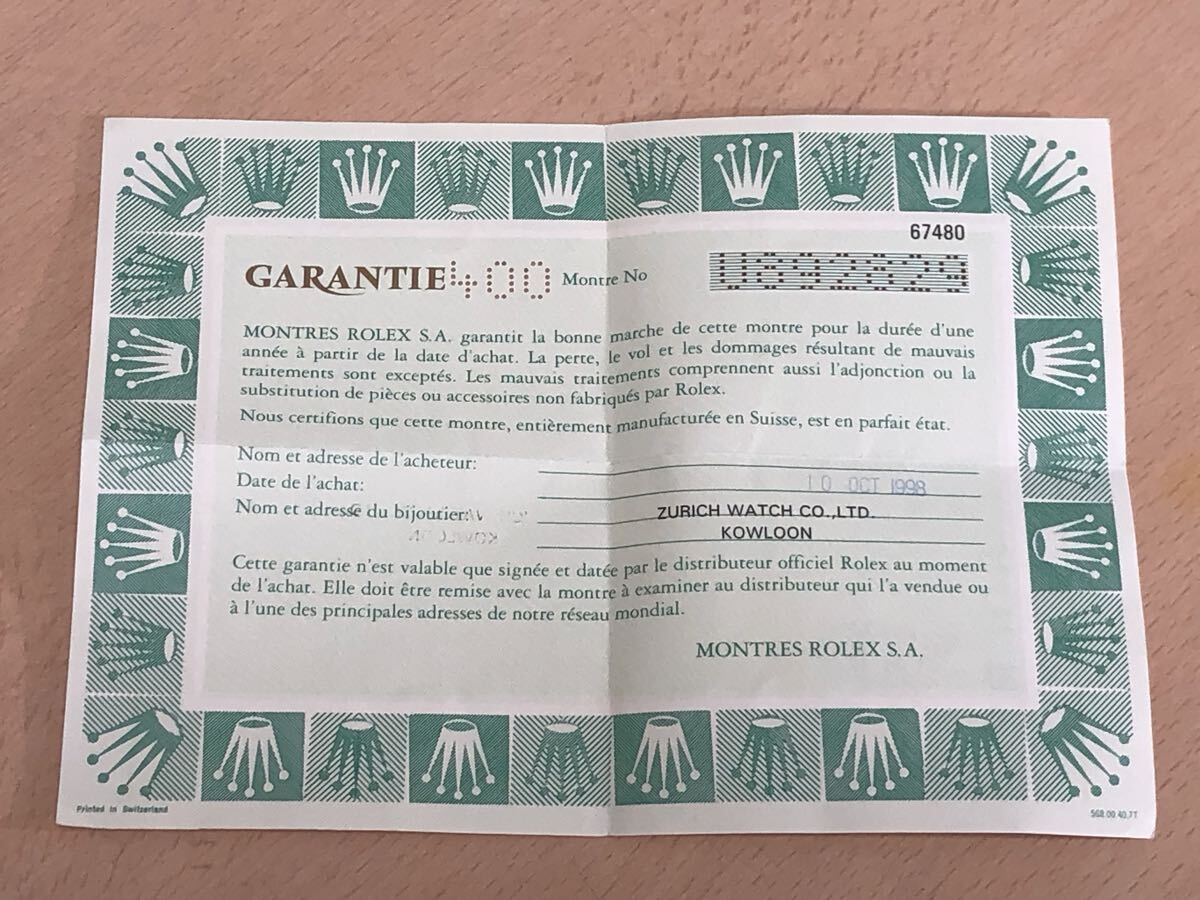 67480
GARANTIE 400 Montre No U692629
MONTRES ROLEX S.A. garantit la bonne marche de cette montre pour la durée d'une
année à partir de la date d'achat. La perte, le vol et les dommages résultant de mauvais
traitements sont exceptés. Les mauvais traitements comprennent aussi l'adjonction ou la
substitution de pièces ou accessoires non fabriqués par Rolex.
Nous certifions que cette montre, entièrement manufacturée en Suisse, est en parfait état.
Nom et adresse de l'acheteur:
Date de l'achat: 10 OCT 1998
Nom et adresse du bijoutier: ZURICH WATCH CO.,LTD.
KOWLOON
Cette garantie n'est valable que signée et datée par le distributeur officiel Rolex au moment
de l'achat. Elle doit être remise avec la montre à examiner au distributeur qui l'a vendue ou
à l'une des principales adresses de notre réseau mondial.
MONTRES ROLEX S.A.
Printed in Switzerland
568.00.40.7T